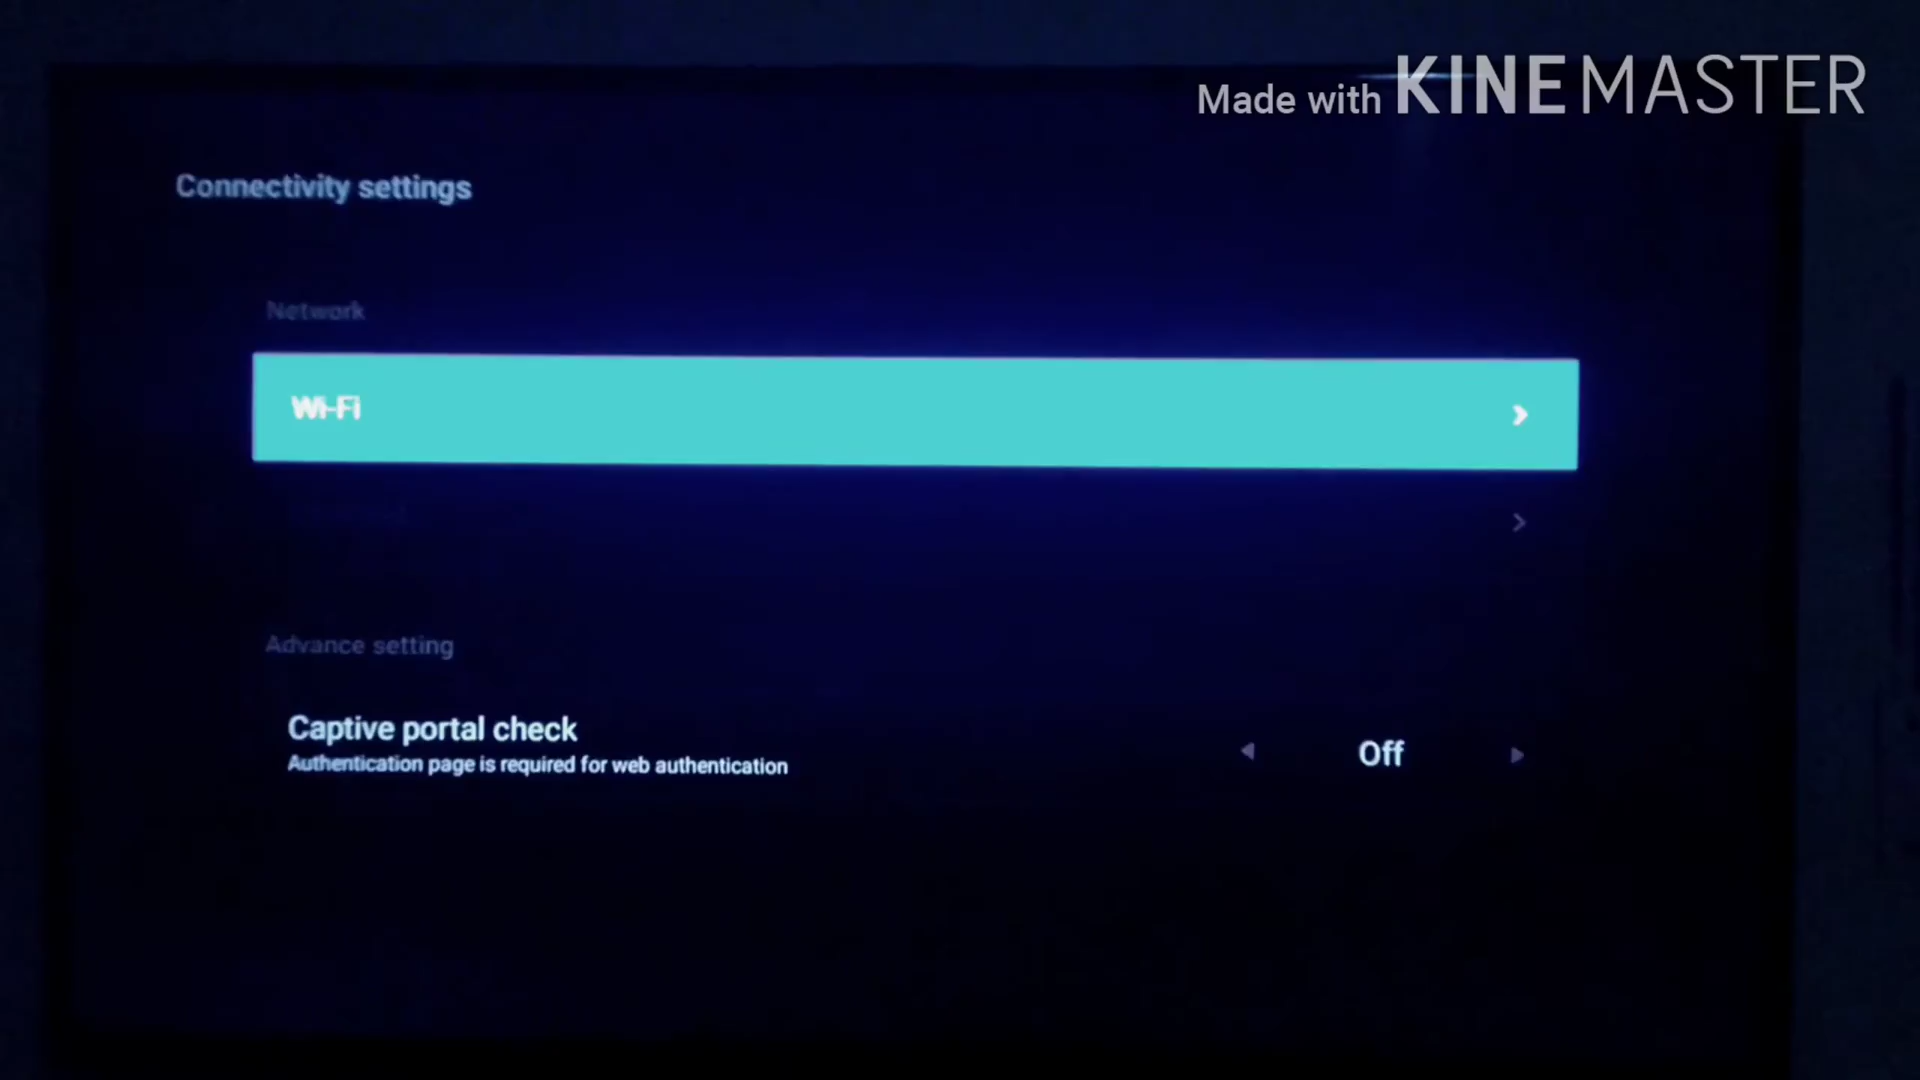 Made with KINEMASTER
Connectivity settings
Network
Wi-Fi
Advance setting
Captive portal check
Authentication page is required for web authentication
Off